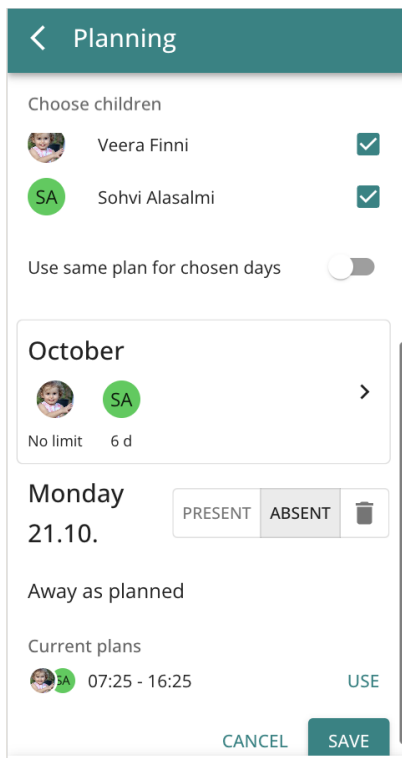 Planning
Choose children
Veera Finni
SA Sohvi Alasalmi
Use same plan for chosen days
October
SA
No limit 6 d
Monday
21.10.
PRESENT ABSENT
Away as planned
Current plans
SA 07:25 - 16:25 USE
CANCEL SAVE